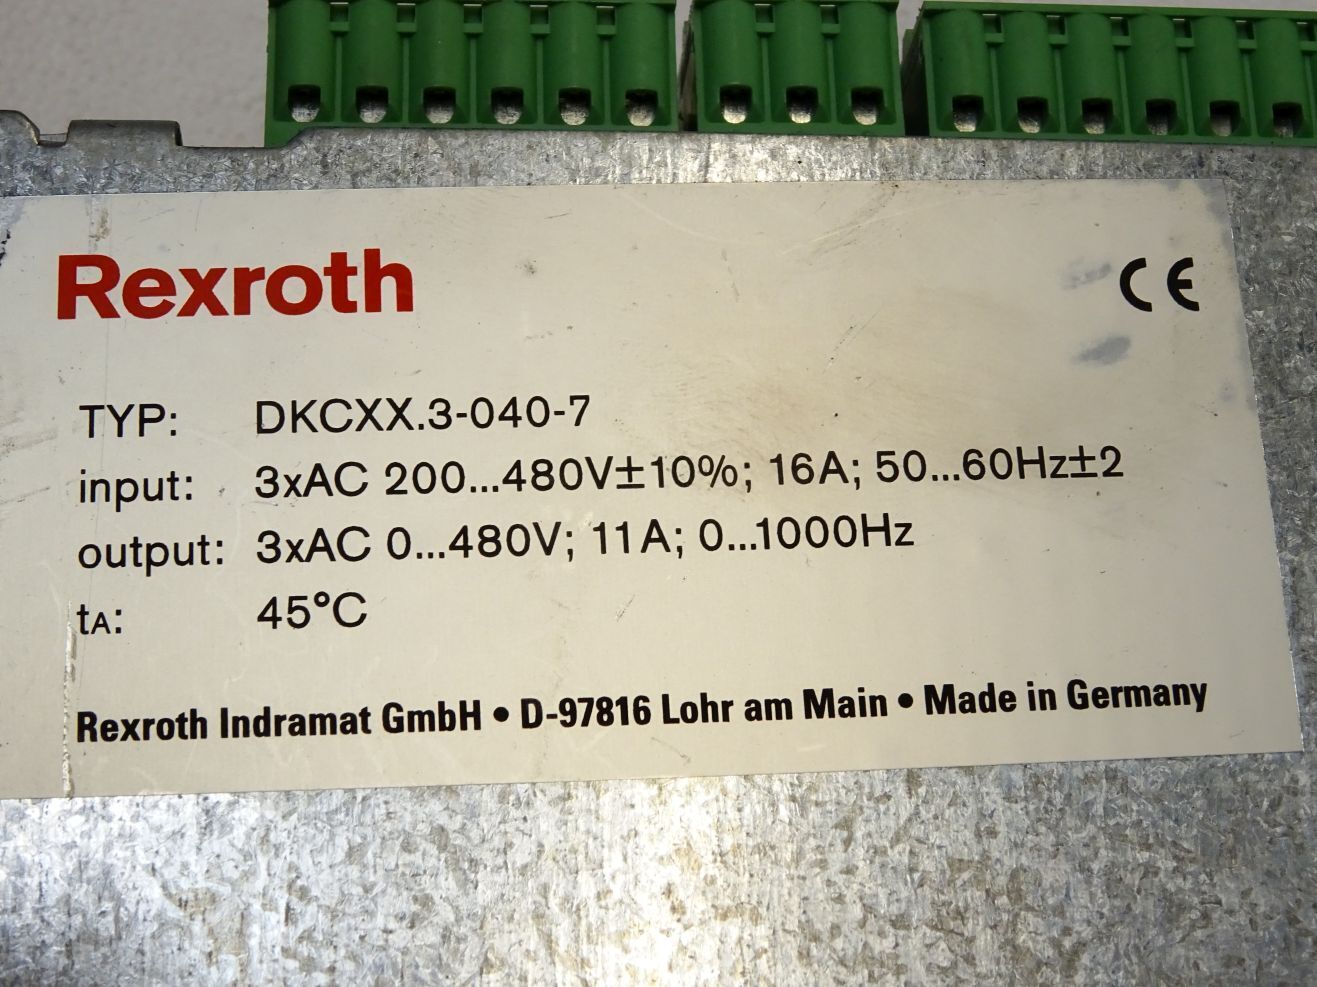 Rexroth
CE
TYP: DKCXX.3-040-7
input: 3xAC 200...480V±10%; 16A; 50...60Hz±2
output: 3xAC 0...480V; 11A; 0...1000Hz
tA: 45°C
Rexroth Indramat GmbH • D-97816 Lohr am Main • Made in Germany